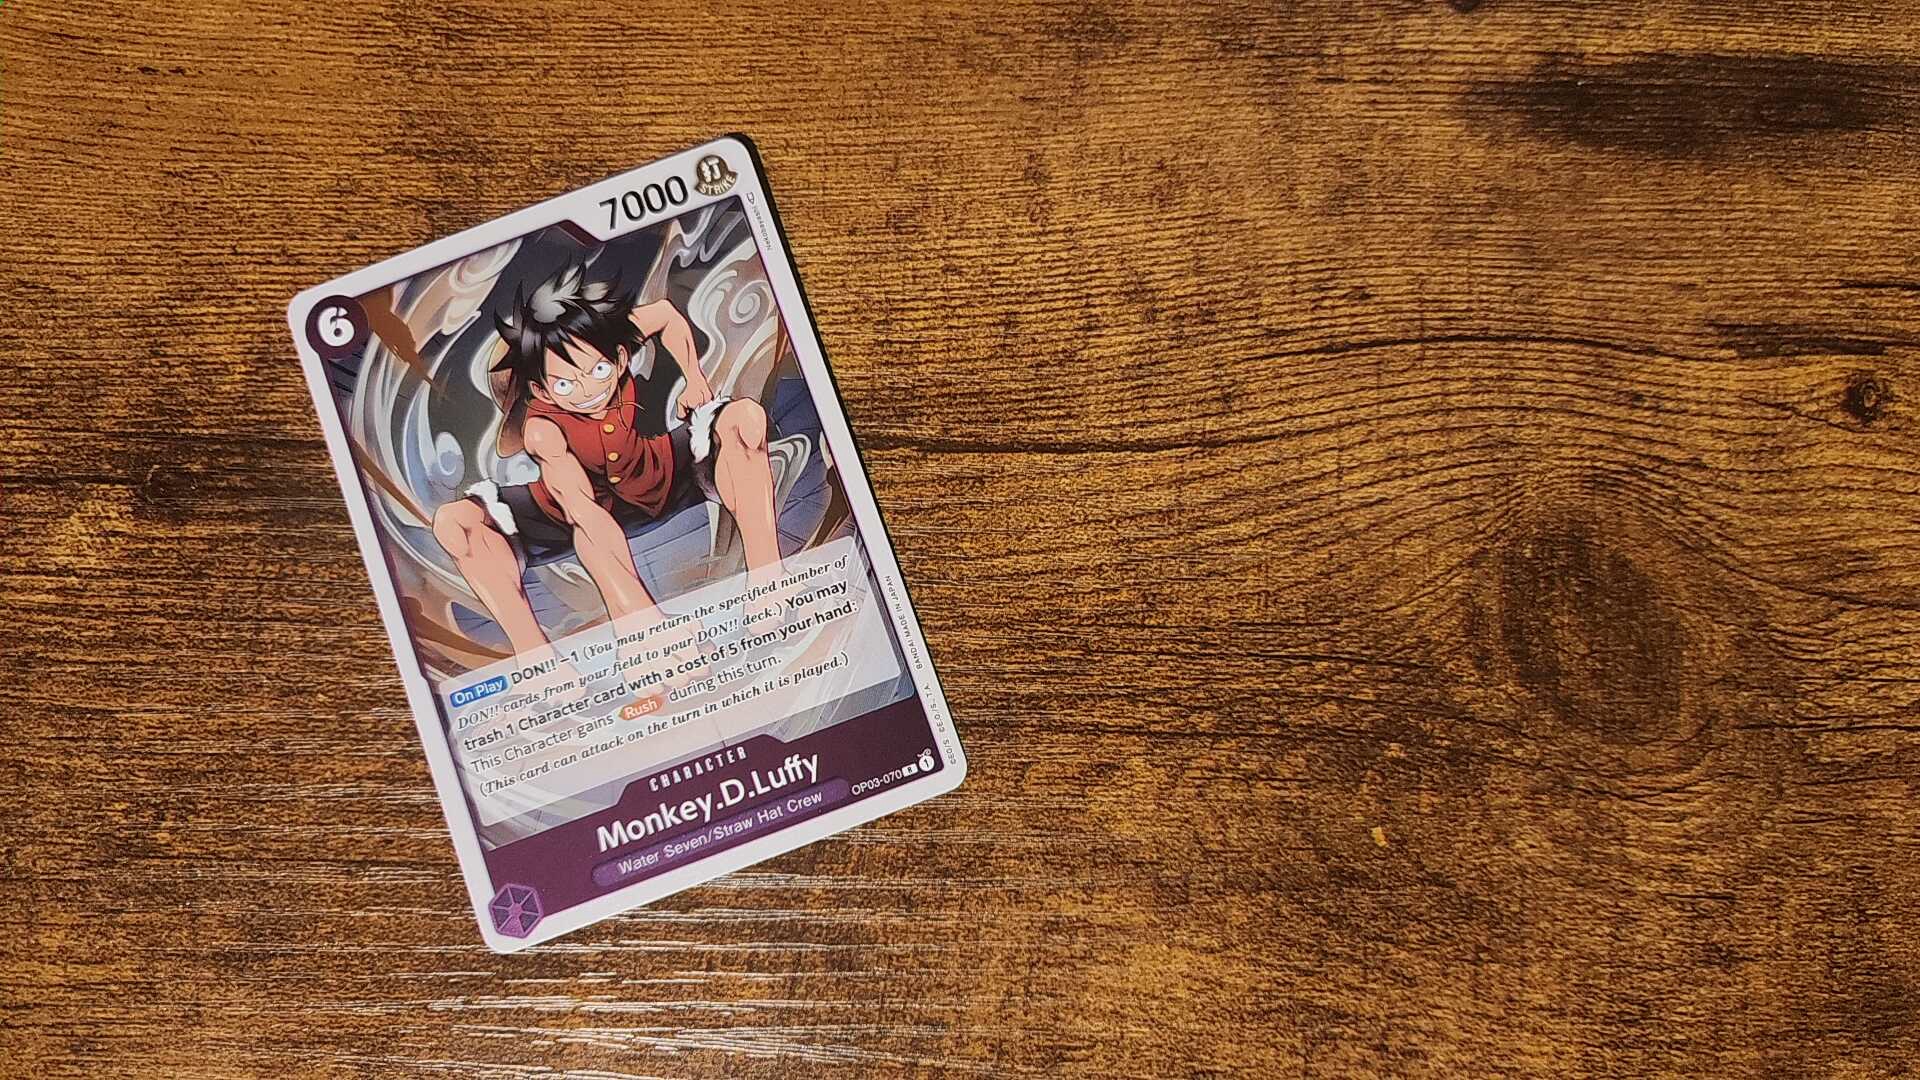 7000
打
STRIKE
6
Nekobayashi
On Play DON!! −1 (You may return the specified number of
DON!! cards from your field to your DON!! deck.) You may
trash 1 Character card with a cost of 5 from your hand:
This Character gains Rush during this turn.
(This card can attack on the turn in which it is played.)
BANDAI MADE IN JAPAN
©E.O./S., T.A.
CHARACTER
Monkey.D.Luffy
Water Seven/Straw Hat Crew
OP03-070 R 1